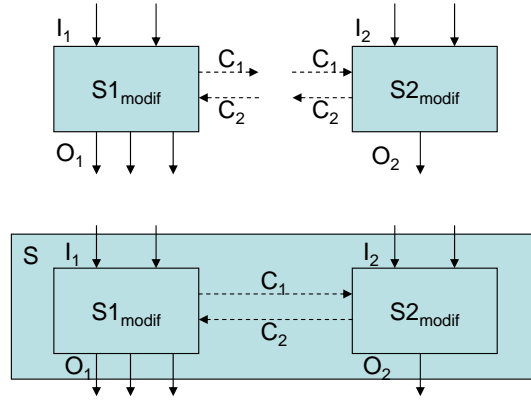 I1 I2
C1 C1
S1modif S2modif
C2 C2
O1 O2
S I1 I2
C1
S1modif S2modif
C2
O1 O2